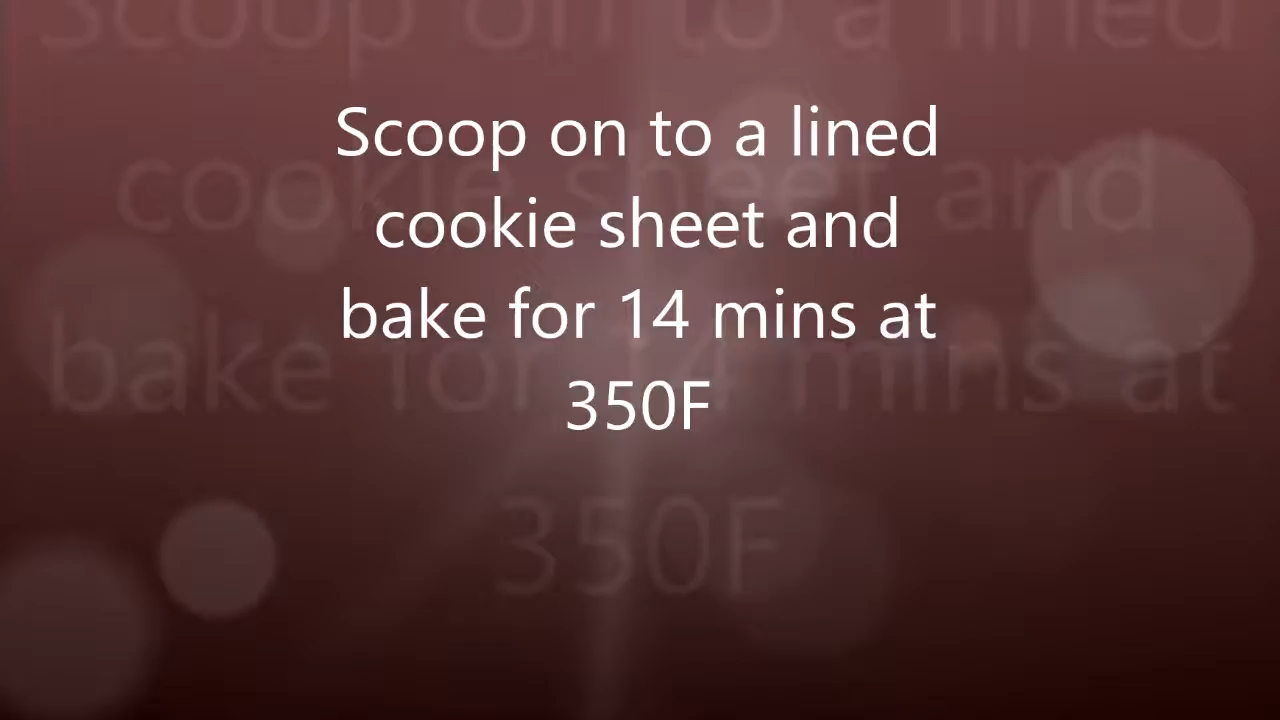 Scoop on to a lined
cookie sheet and
bake for 14 mins at
350F